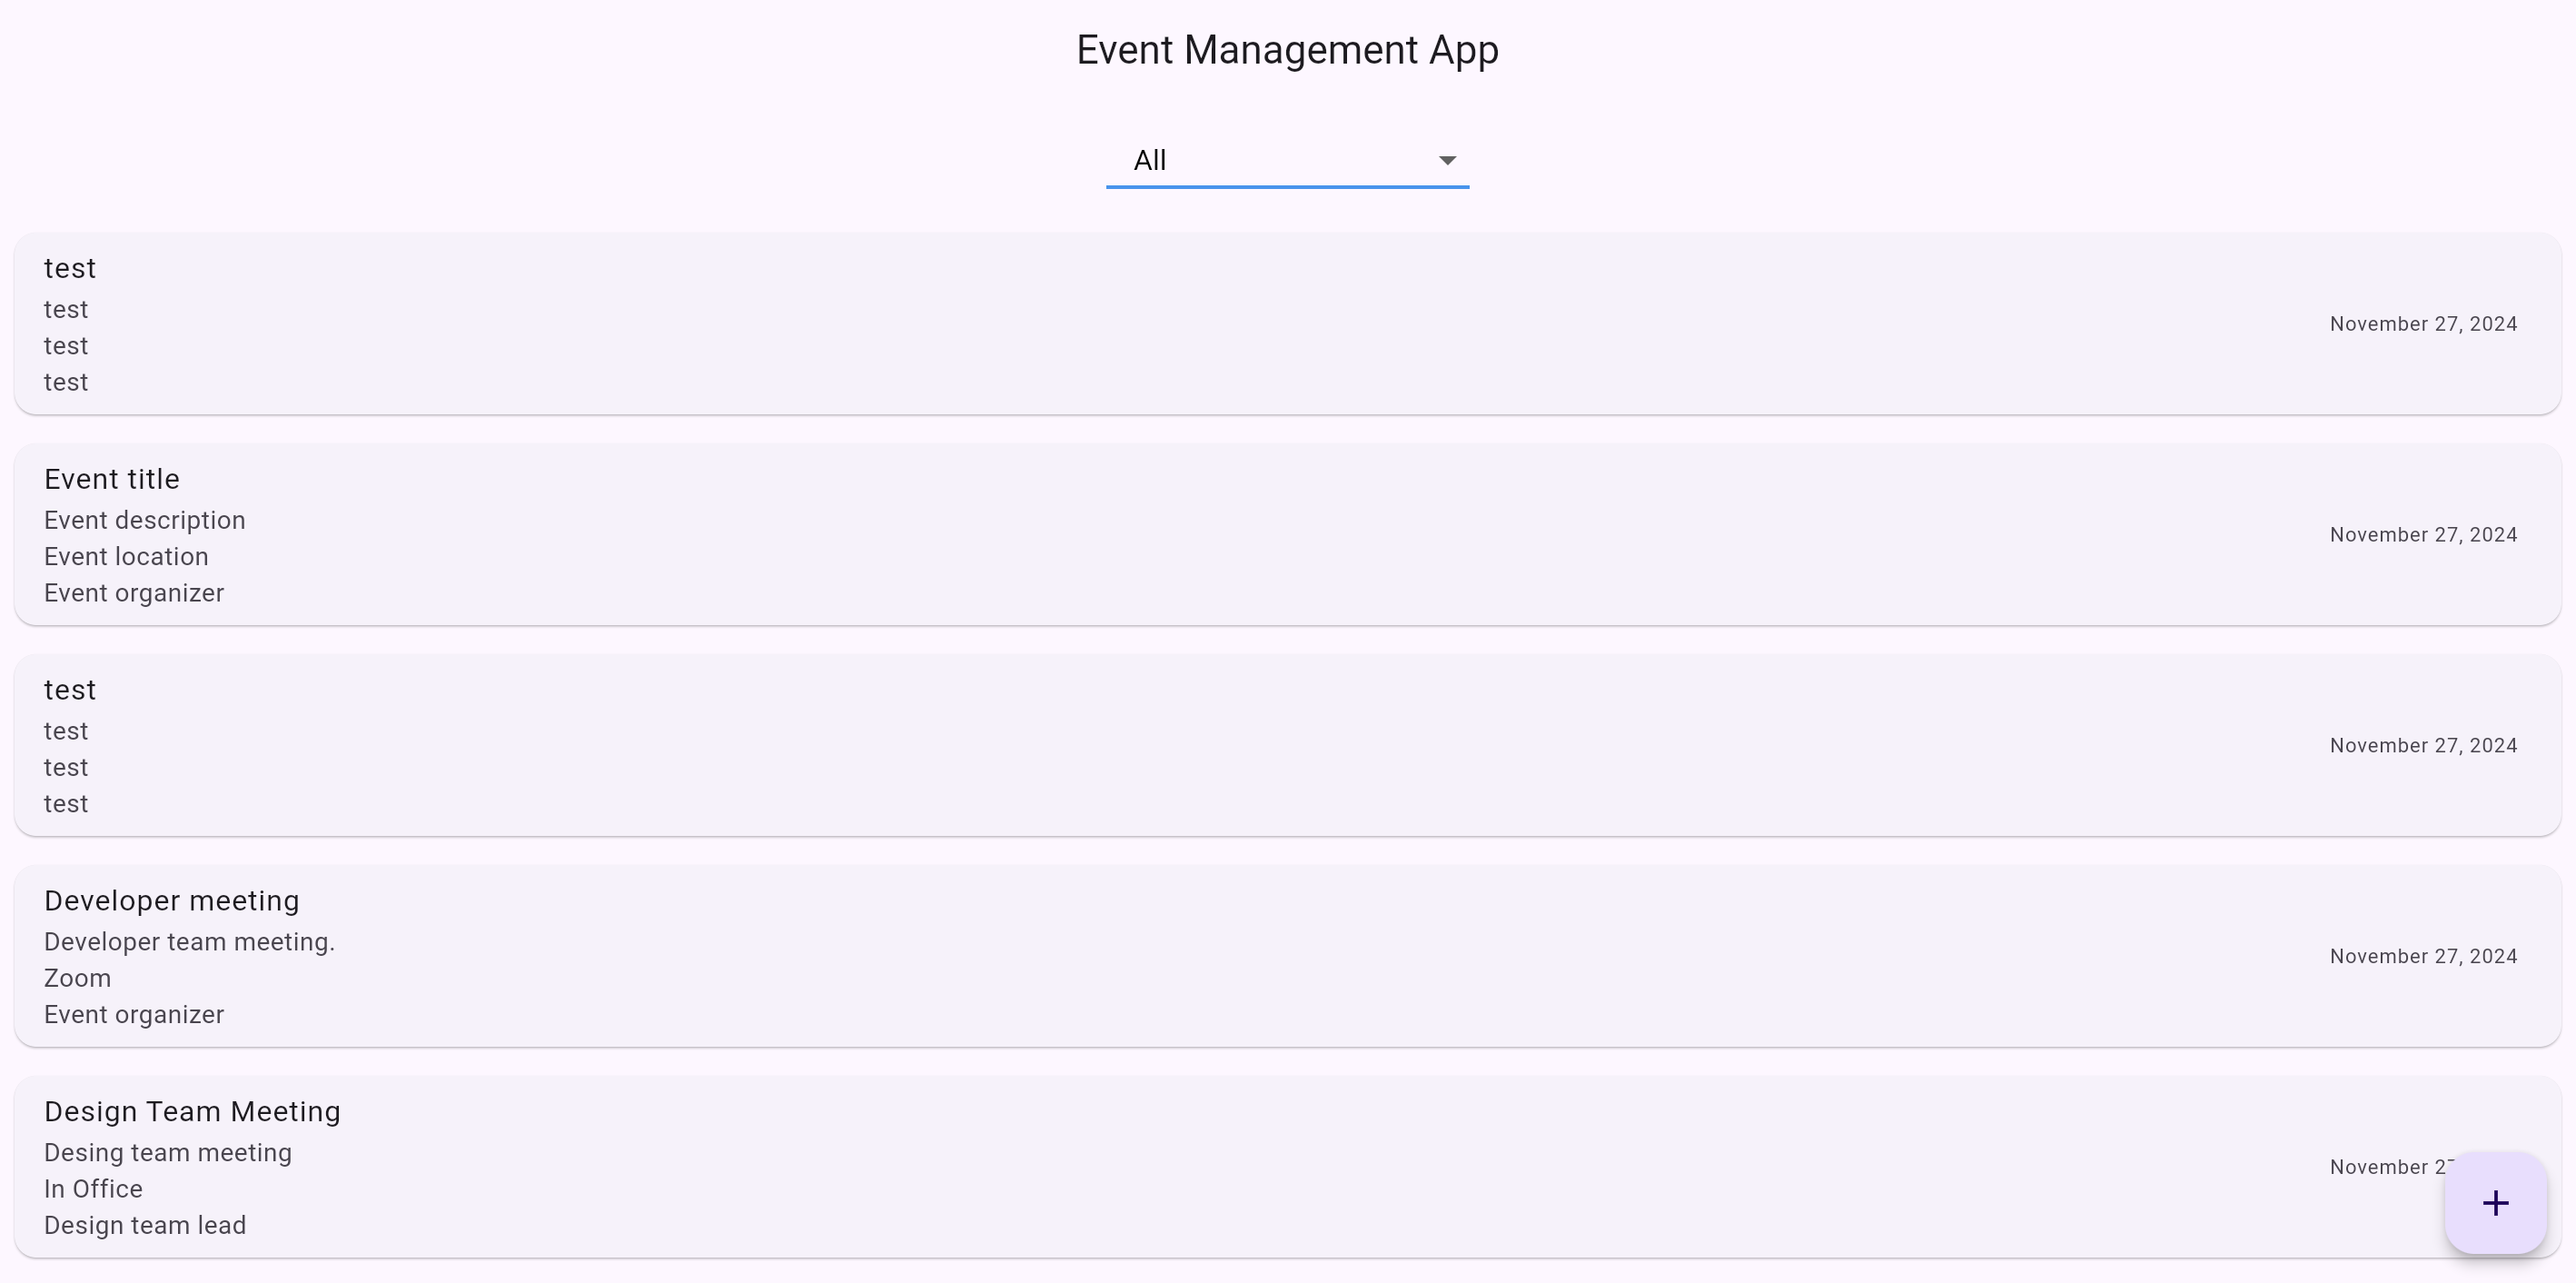 Event Management App
All
test
test
test
test
November 27, 2024
Event title
Event description
Event location
Event organizer
November 27, 2024
test
test
test
test
November 27, 2024
Developer meeting
Developer team meeting.
Zoom
Event organizer
November 27, 2024
Design Team Meeting
Desing team meeting
In Office
Design team lead
November